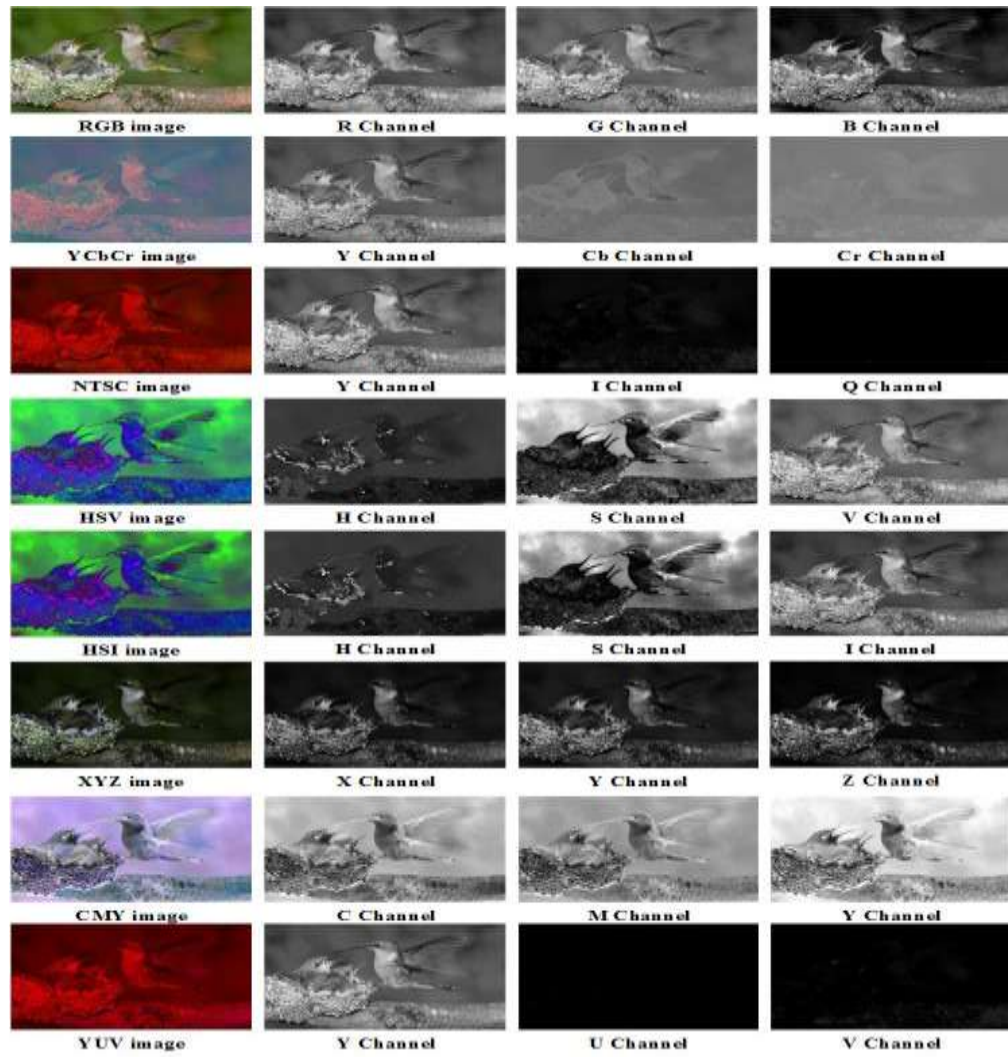 RGB image R Channel G Channel B Channel
YCbCr image Y Channel Cb Channel Cr Channel
NTSC image Y Channel I Channel Q Channel
HSV image H Channel S Channel V Channel
HSI image H Channel S Channel I Channel
XYZ image X Channel Y Channel Z Channel
CMY image C Channel M Channel Y Channel
YUV image Y Channel U Channel V Channel